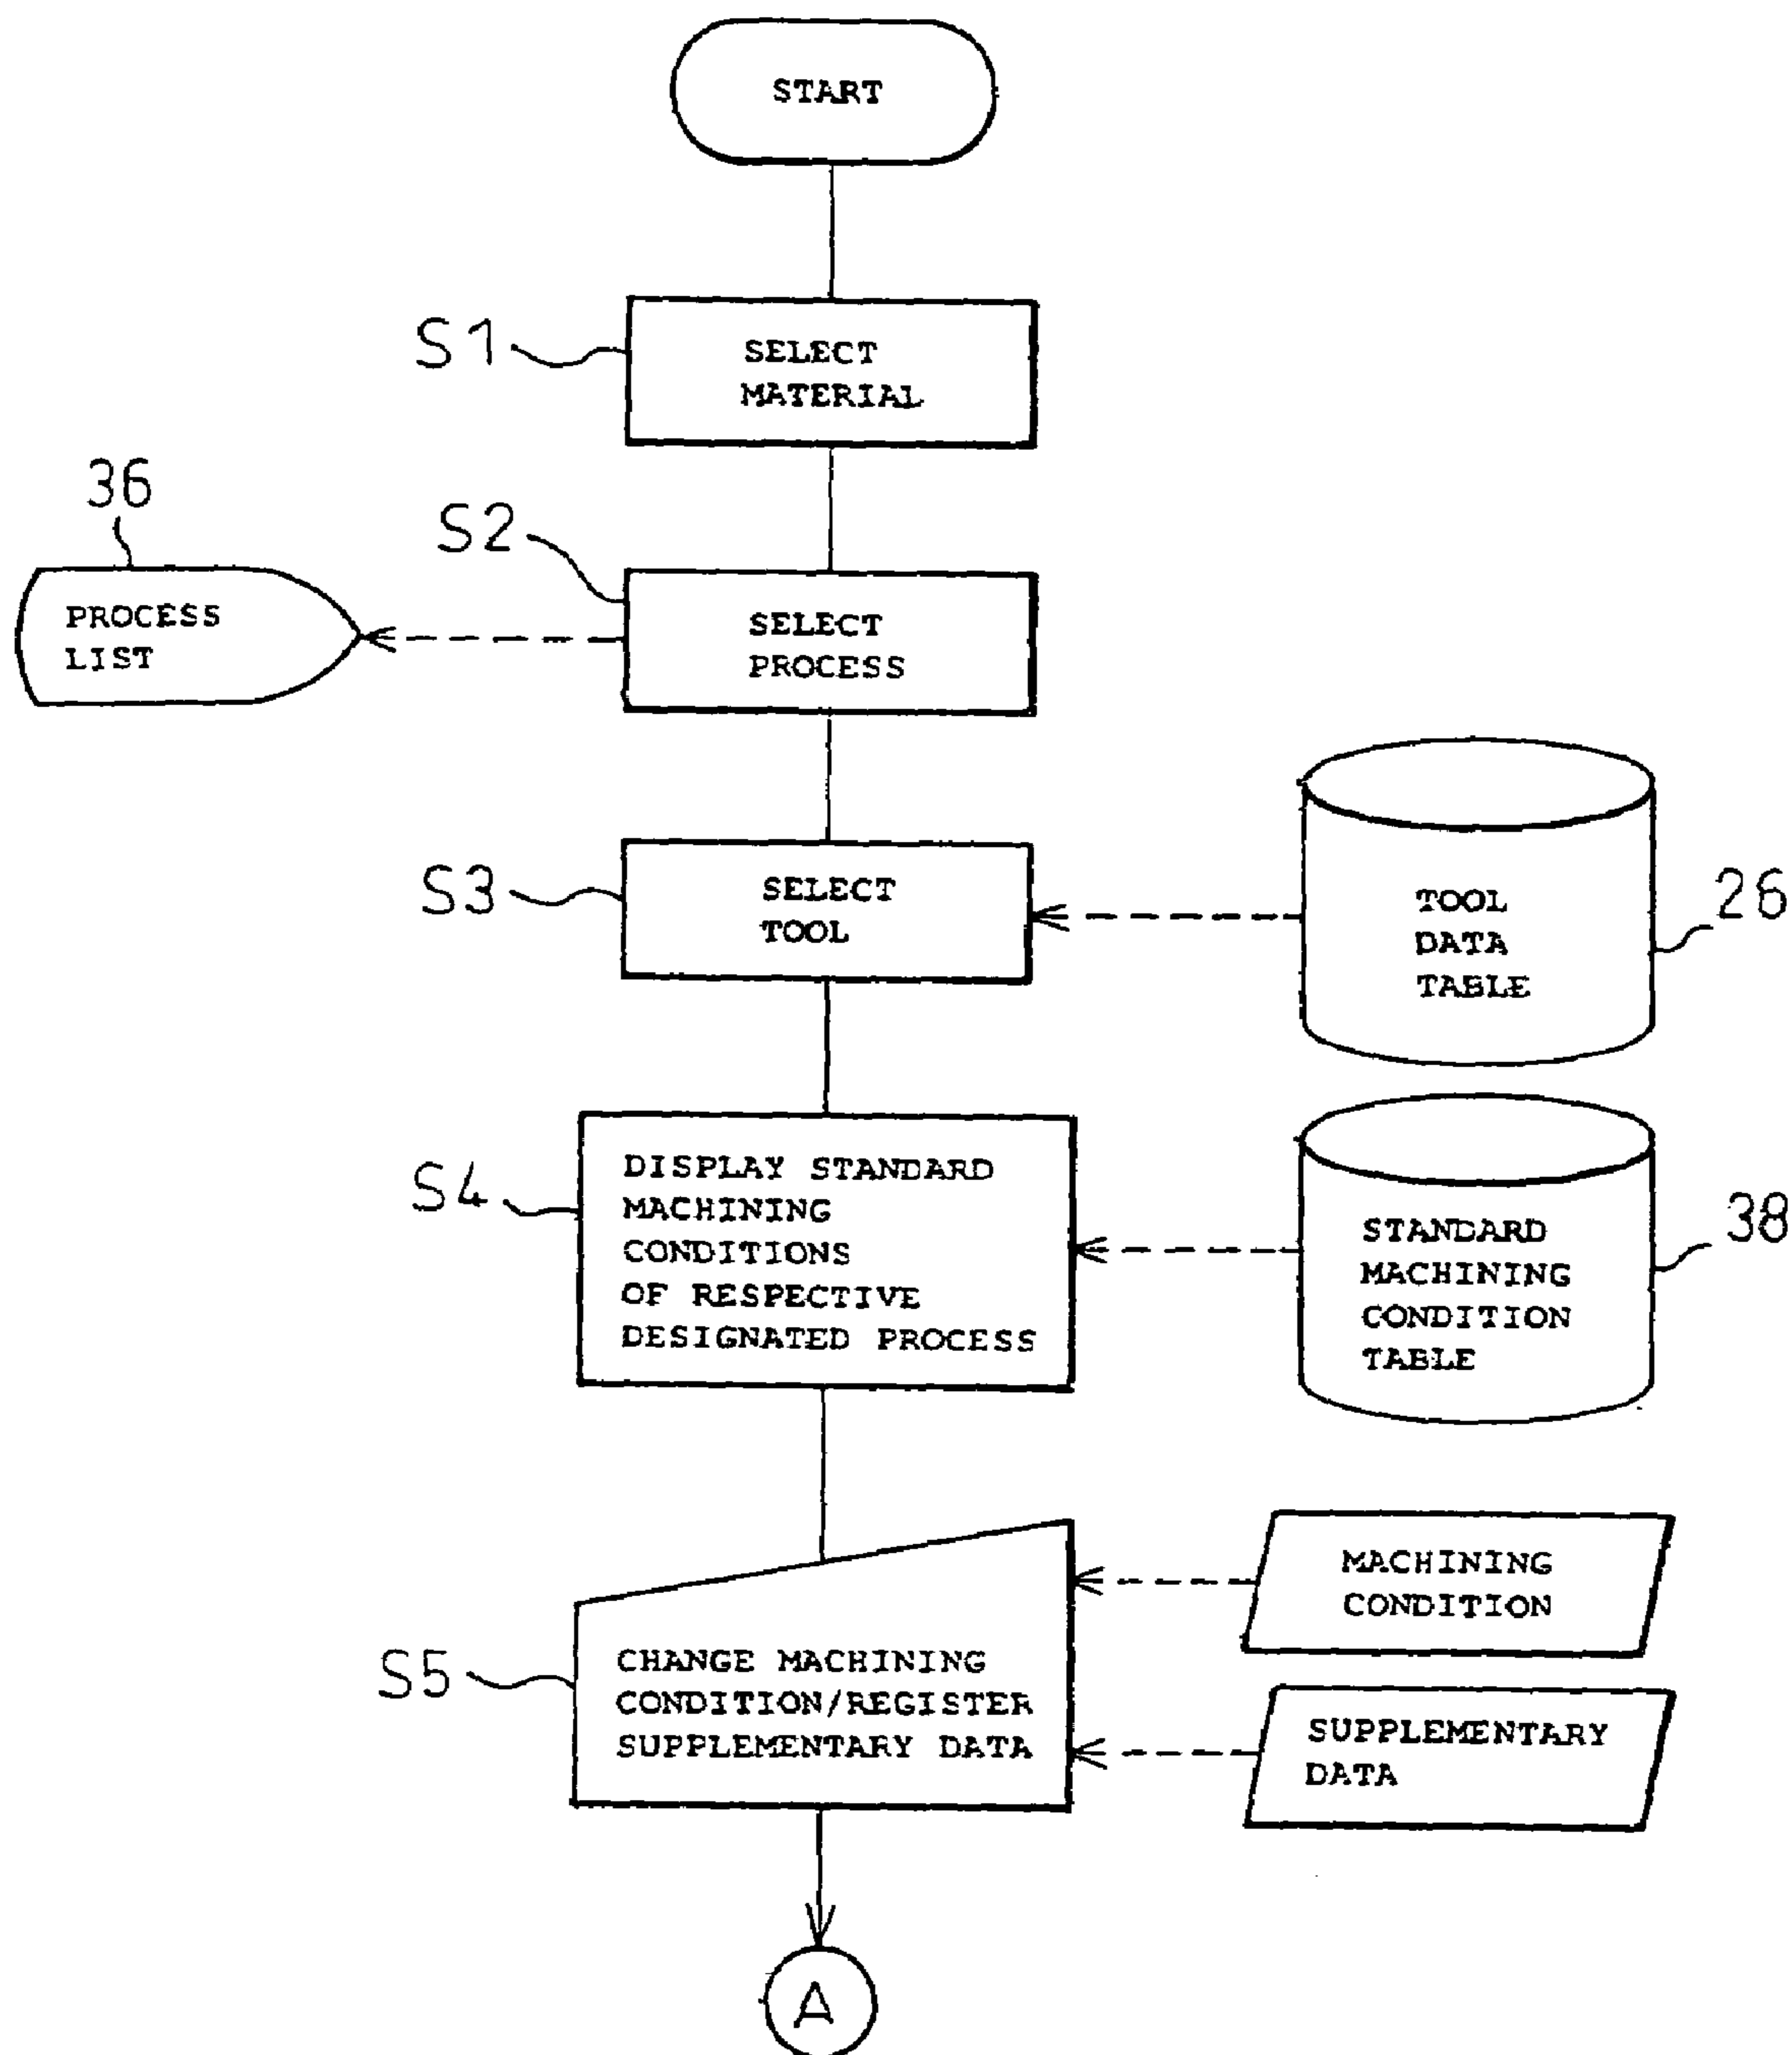 START
S1
SELECT
MATERIAL
36
S2
PROCESS
LIST
SELECT
PROCESS
S3
SELECT
TOOL
TOOL
DATA
TABLE
26
S4
DISPLAY STANDARD
MACHINING
CONDITIONS
OF RESPECTIVE
DESIGNATED PROCESS
STANDARD
MACHINING
CONDITION
TABLE
38
MACHINING
CONDITION
S5
CHANGE MACHINING
CONDITION/REGISTER
SUPPLEMENTARY DATA
SUPPLEMENTARY
DATA
A